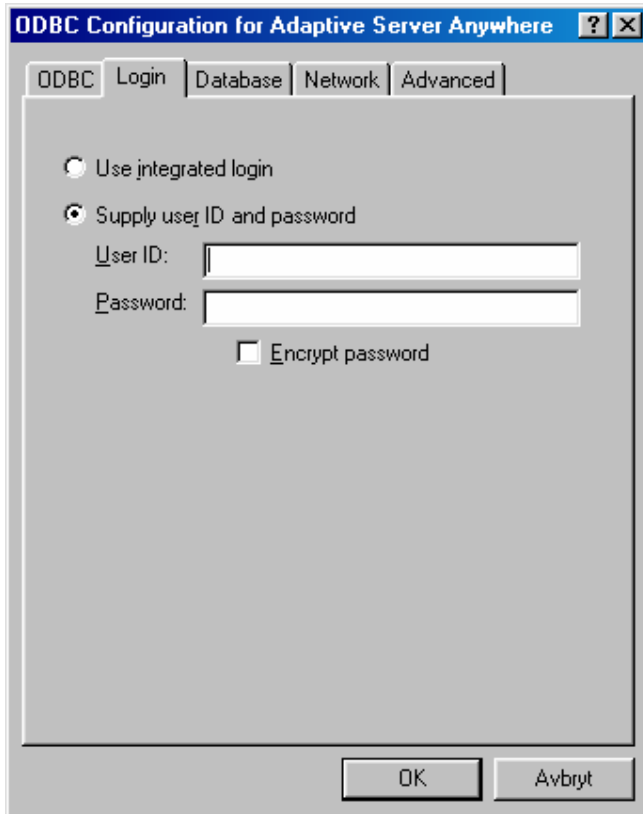 ODBC Configuration for Adaptive Server Anywhere
ODBC Login Database Network Advanced
Use integrated login
Supply user ID and password
User ID:
Password:
Encrypt password
OK Avbryt